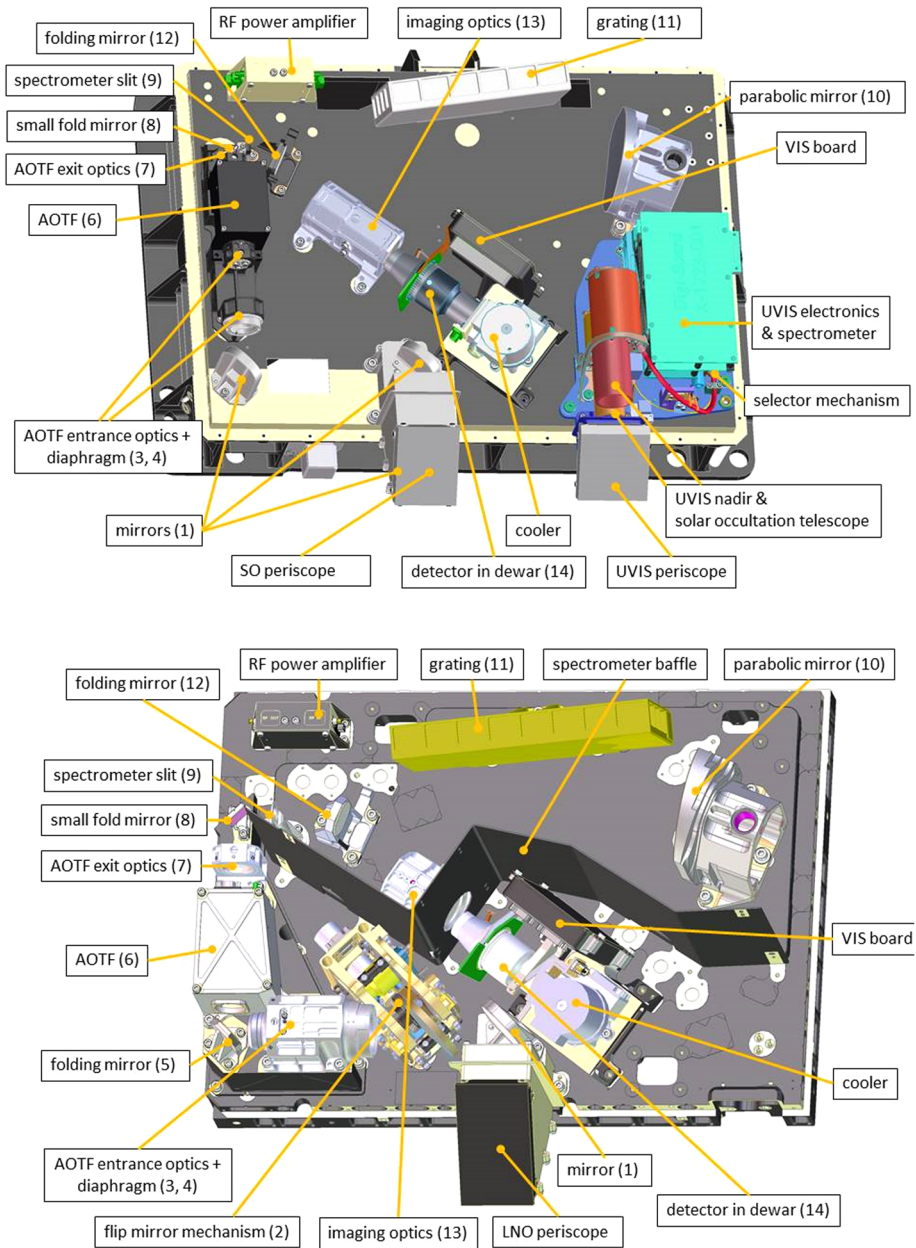 RF power amplifier
imaging optics (13)
grating (11)
folding mirror (12)
spectrometer slit (9)
parabolic mirror (10)
small fold mirror (8)
VIS board
AOTF exit optics (7)
AOTF (6)
UVIS electronics
& spectrometer
selector mechanism
AOTF entrance optics +
diaphragm (3, 4)
UVIS nadir &
solar occultation telescope
mirrors (1)
cooler
SO periscope
detector in dewar (14)
UVIS periscope
RF power amplifier
grating (11)
spectrometer baffle
parabolic mirror (10)
folding mirror (12)
RF OUT
spectrometer slit (9)
small fold mirror (8)
AOTF exit optics (7)
VIS board
AOTF (6)
folding mirror (5)
cooler
AOTF entrance optics +
diaphragm (3, 4)
mirror (1)
detector in dewar (14)
flip mirror mechanism (2)
imaging optics (13)
LNO periscope